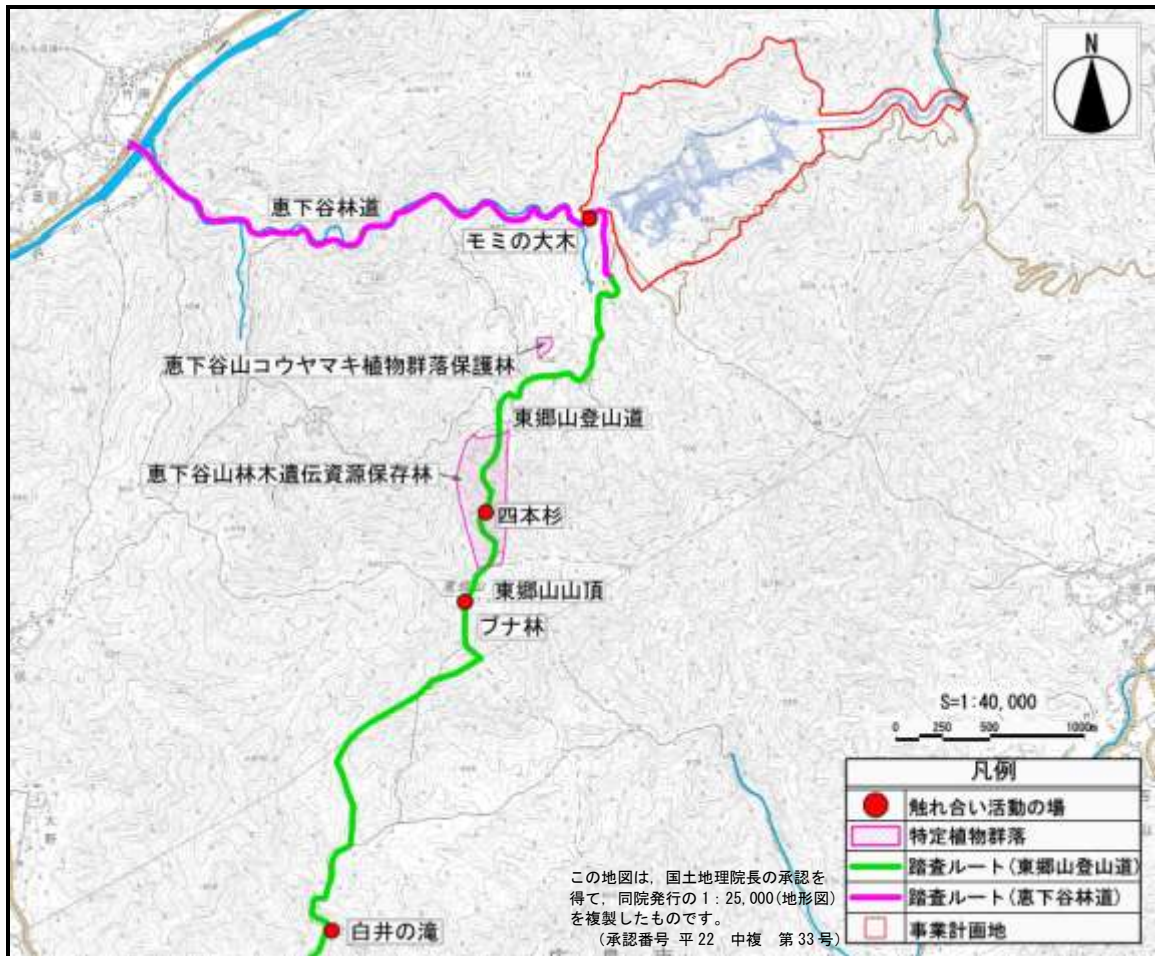 N
恵下谷林道
モミの大木
恵下谷山コウヤマキ植物群落保護林
東郷山登山道
恵下谷山林木遺伝資源保存林
四本杉
東郷山山頂
ブナ林
白井の滝
S=1:40,000
0 250 500 1000m
凡例
触れ合い活動の場
特定植物群落
踏査ルート(東郷山登山道)
踏査ルート(恵下谷林道)
事業計画地
この地図は，国土地理院長の承認を
得て，同院発行の1：25,000(地形図)
を複製したものです。
(承認番号 平22 中複 第33号)
大野